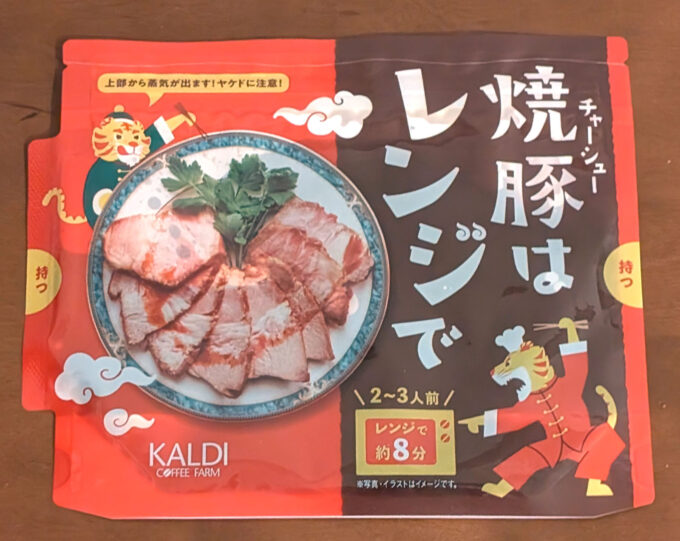 上部から蒸気が出ます！ヤケドに注意！
焼豚は
チャーシュー
レンジで
持つ
持つ
2～3人前
レンジで
約8分
※写真・イラストはイメージです。
KALDI
COFFEE FARM